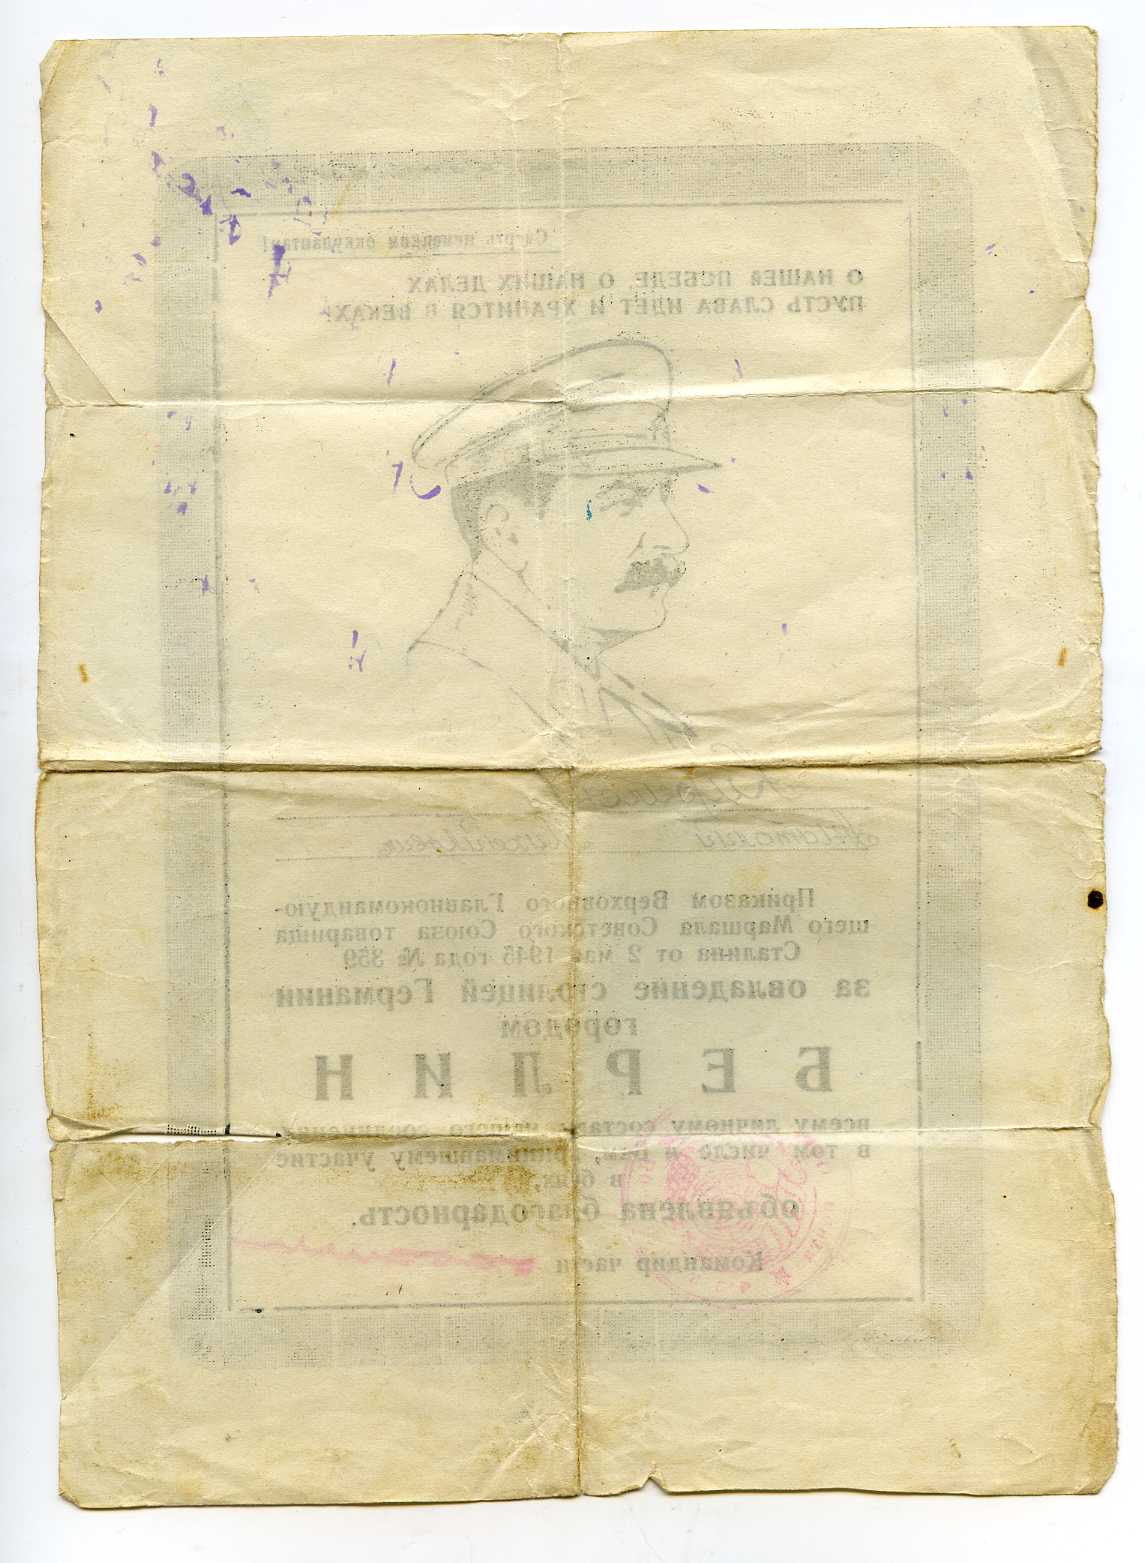 Смерть немецким оккупантам!
О НАШЕЙ ПОБЕДЕ, О НАШИХ ДЕЛАХ
ПУСТЬ СЛАВА ИДЕТ И ХРАНИТСЯ В ВЕКАХ!
Приказом Верховного Главнокомандую-
щего Маршала Советского Союза товарища
Сталина от 2 мая 1945 года № 359
за овладение столицей Германии
городом
БЕРЛИН
всему личному составу нашего соединения,
в том числе и Вам, принимавшему участие
в боях,
объявлена благодарность.
Командир части